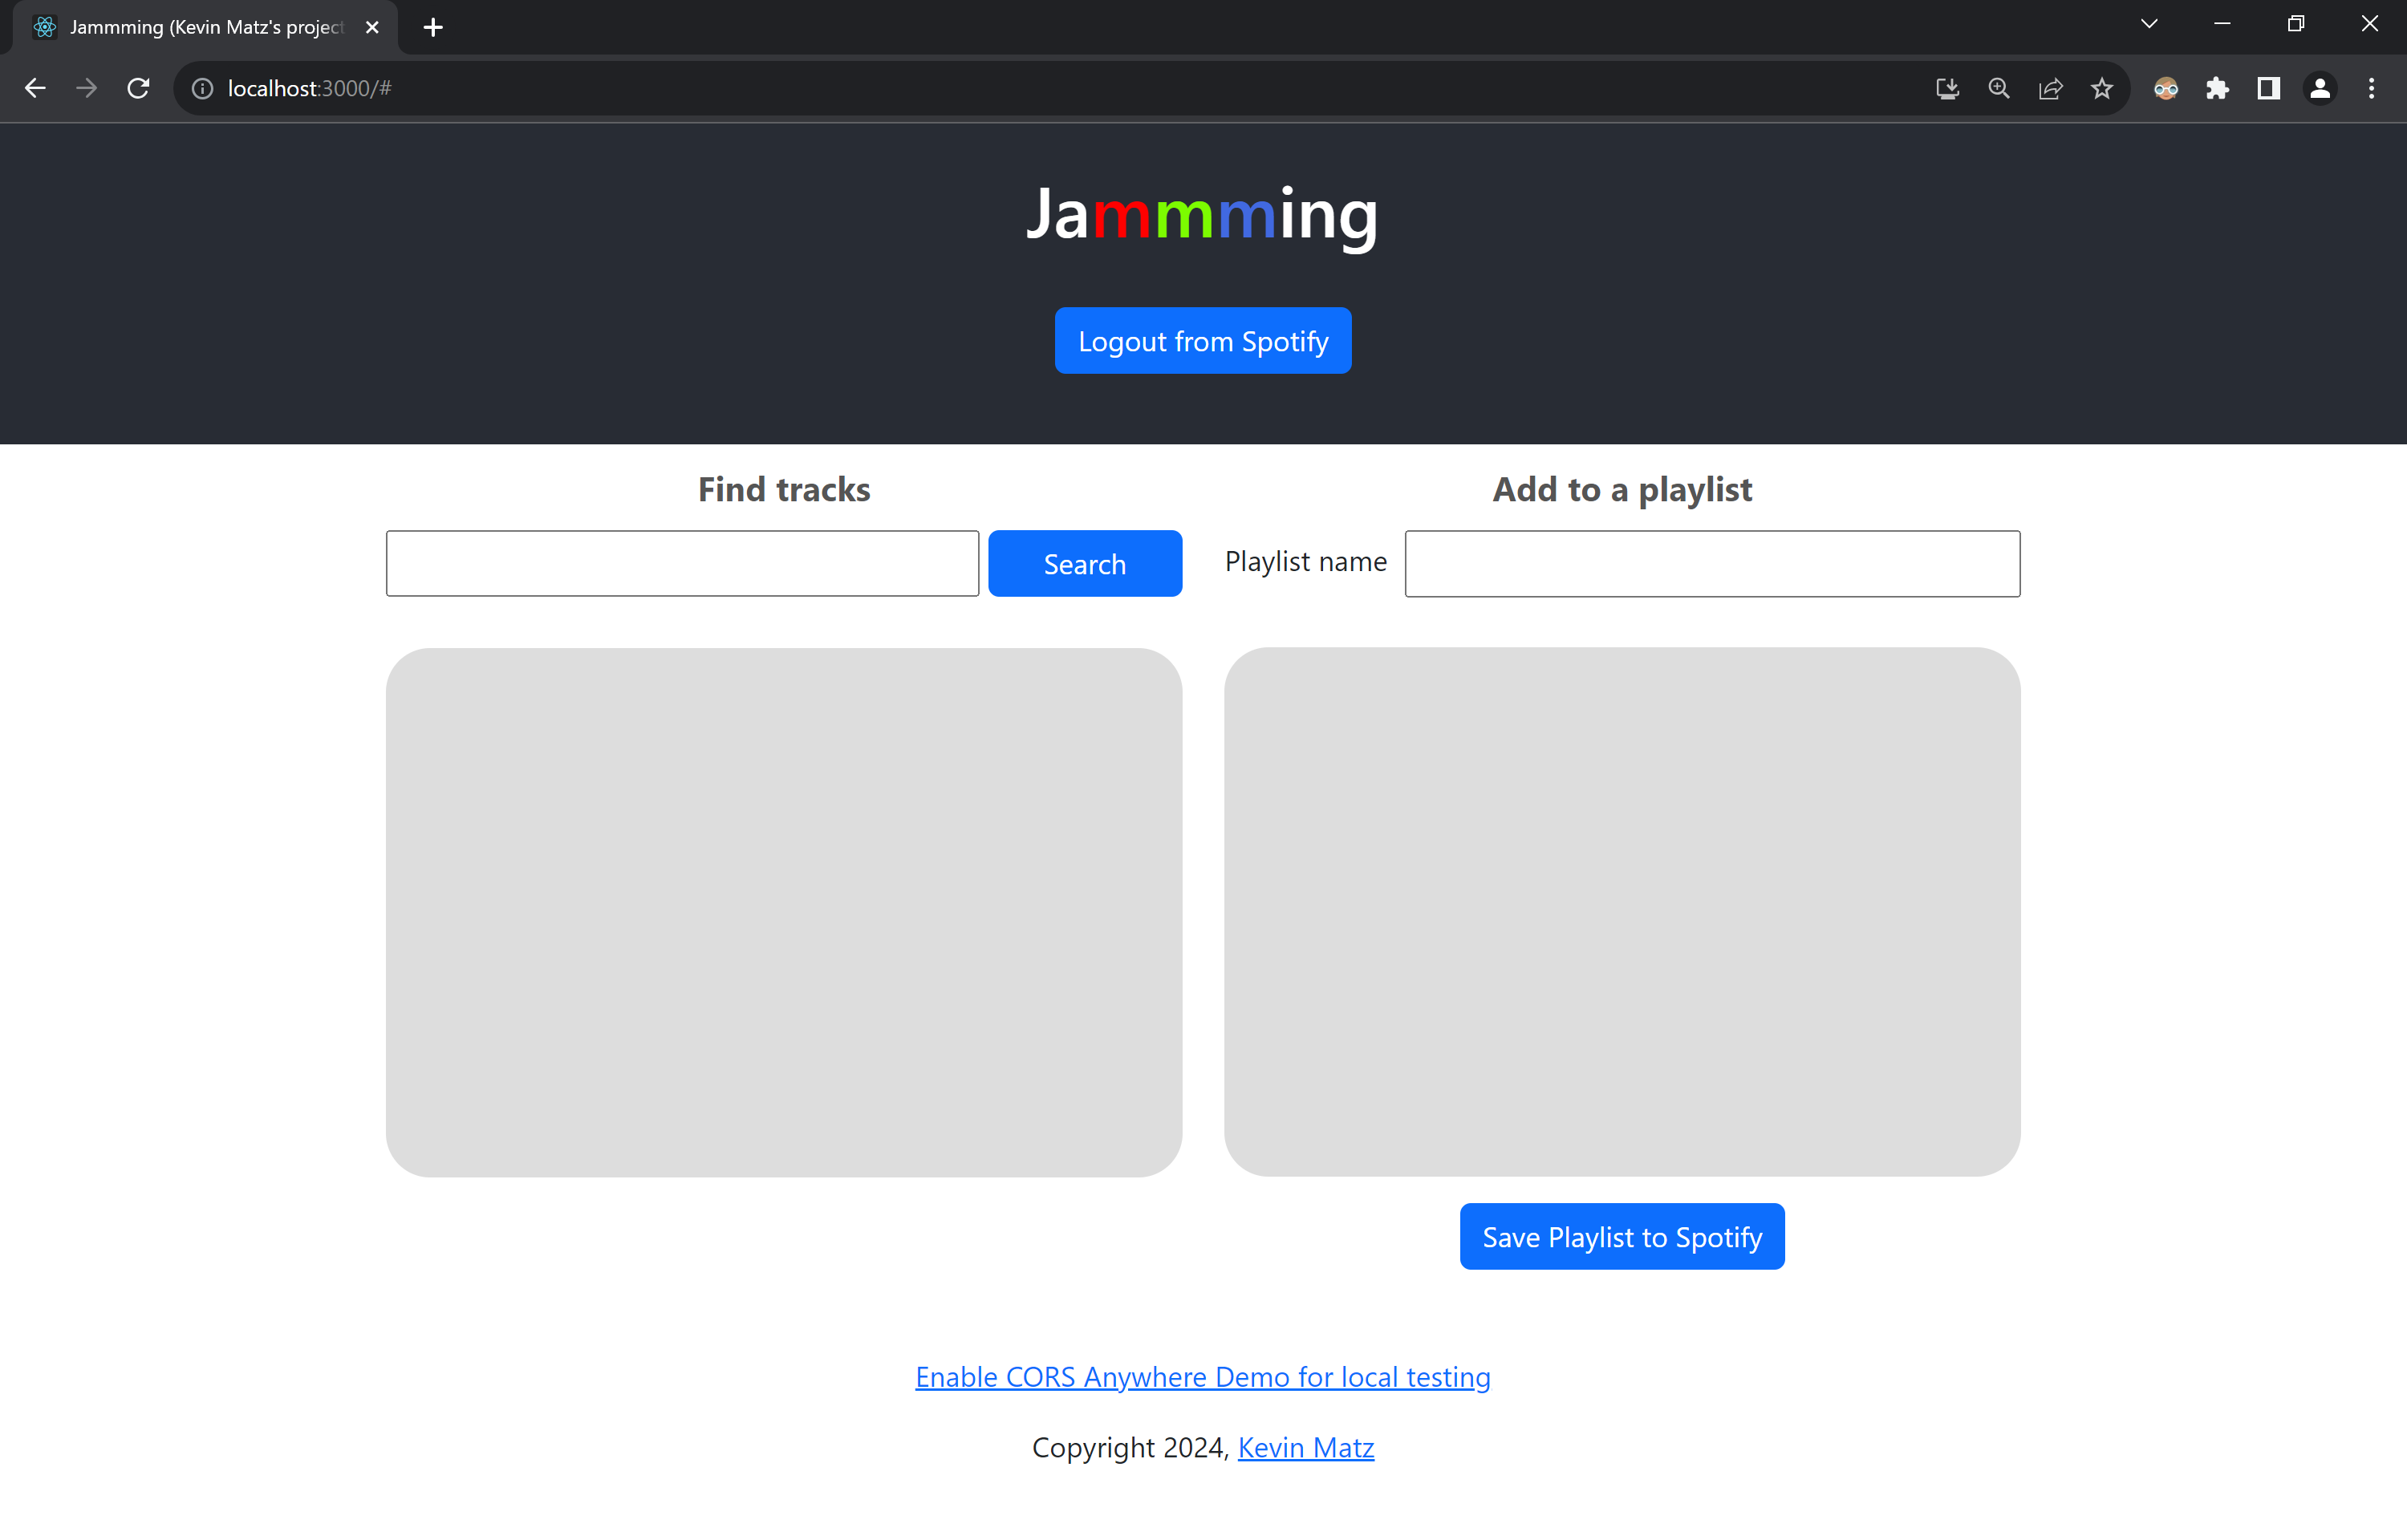 Jammming (Kevin Matz's project
localhost:3000/#
Jammming
Logout from Spotify
Find tracks
Search
Add to a playlist
Playlist name
Save Playlist to Spotify
Enable CORS Anywhere Demo for local testing
Copyright 2024, Kevin Matz